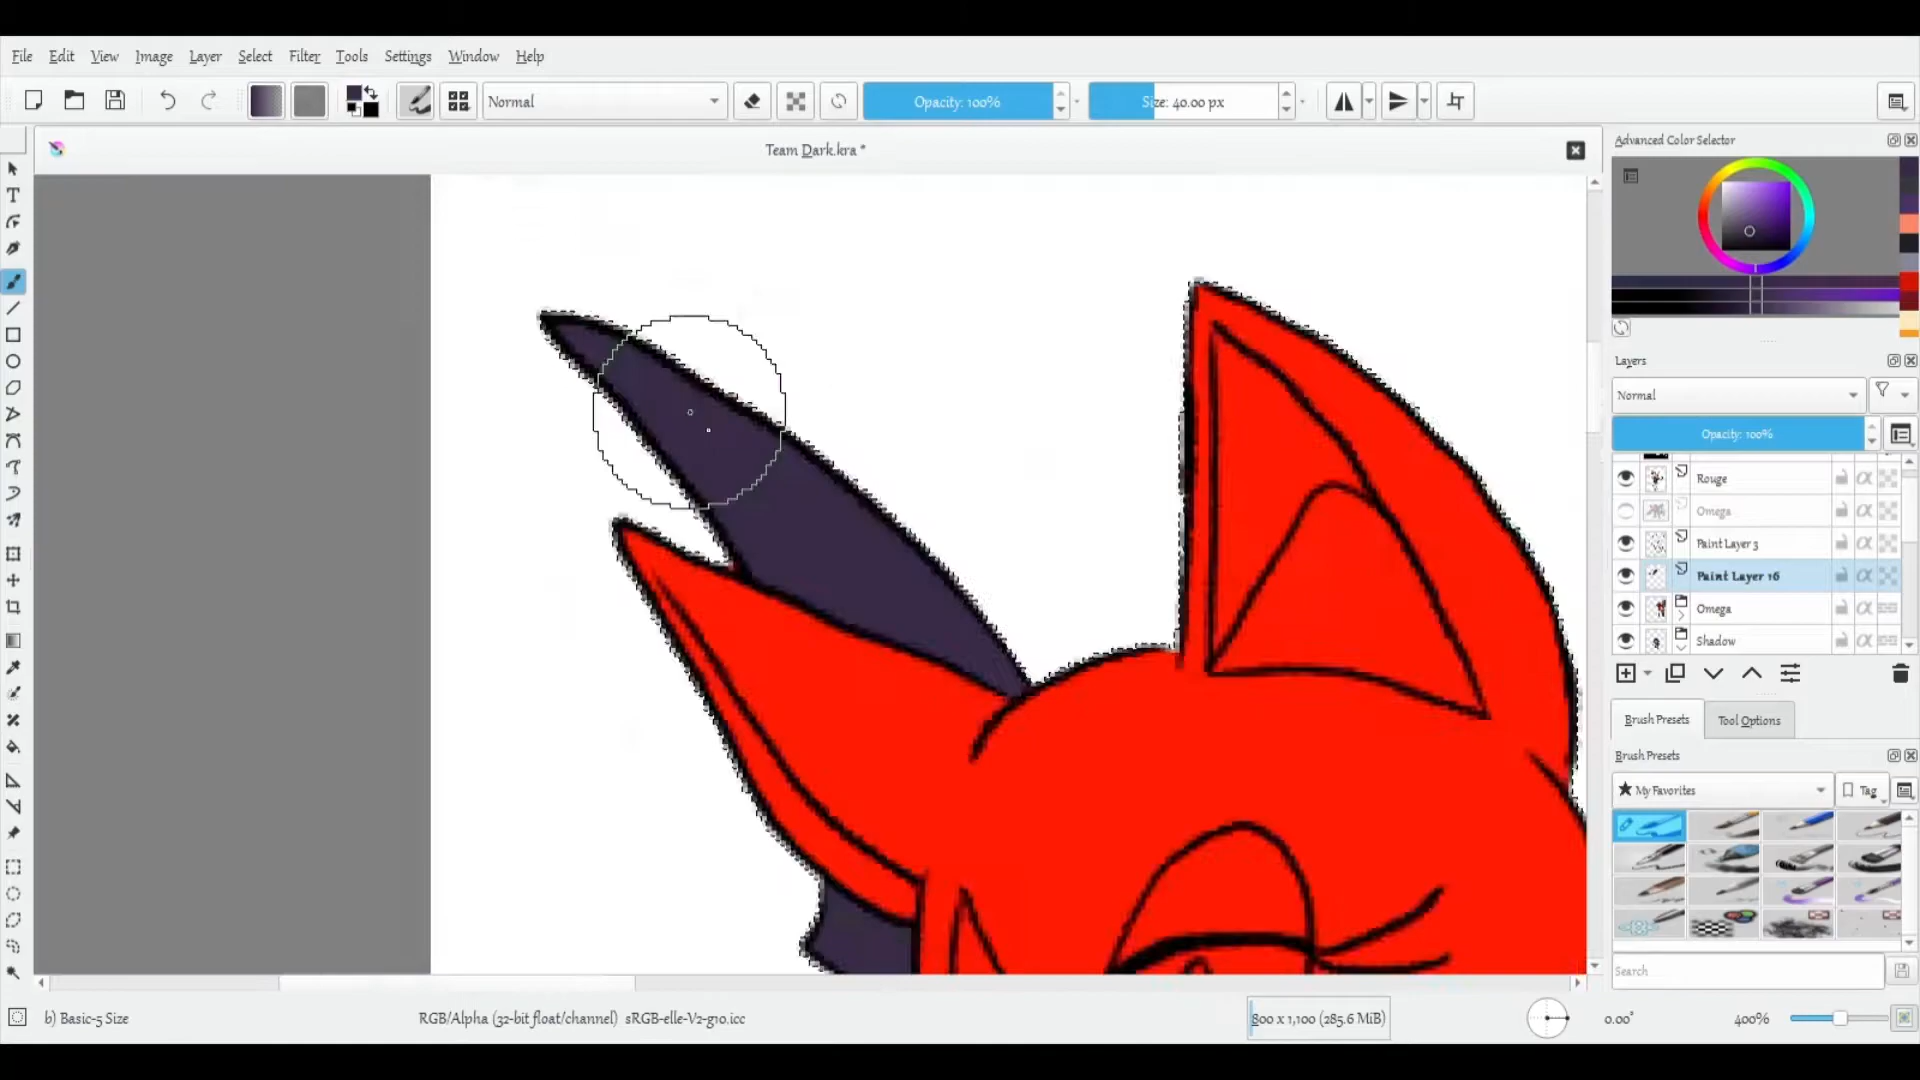 File Edit View Image Layer Select Filter Tools Settings Window Help
Normal Opacity: 100% Size: 40.00 px
Team Dark.kra *
Advanced Color Selector
Layers
Normal
Opacity: 100%
Rouge
Omega
Paint Layer 3
Paint Layer 16
Omega
Shadow
Brush Presets Tool Options
Brush Presets
★ My Favorites Tag
Search
b) Basic-5 Size RGB/Alpha (32-bit float/channel) sRGB-elle-V2-g10.icc 800 x 1,100 (285.6 MiB) 0.00° 400%